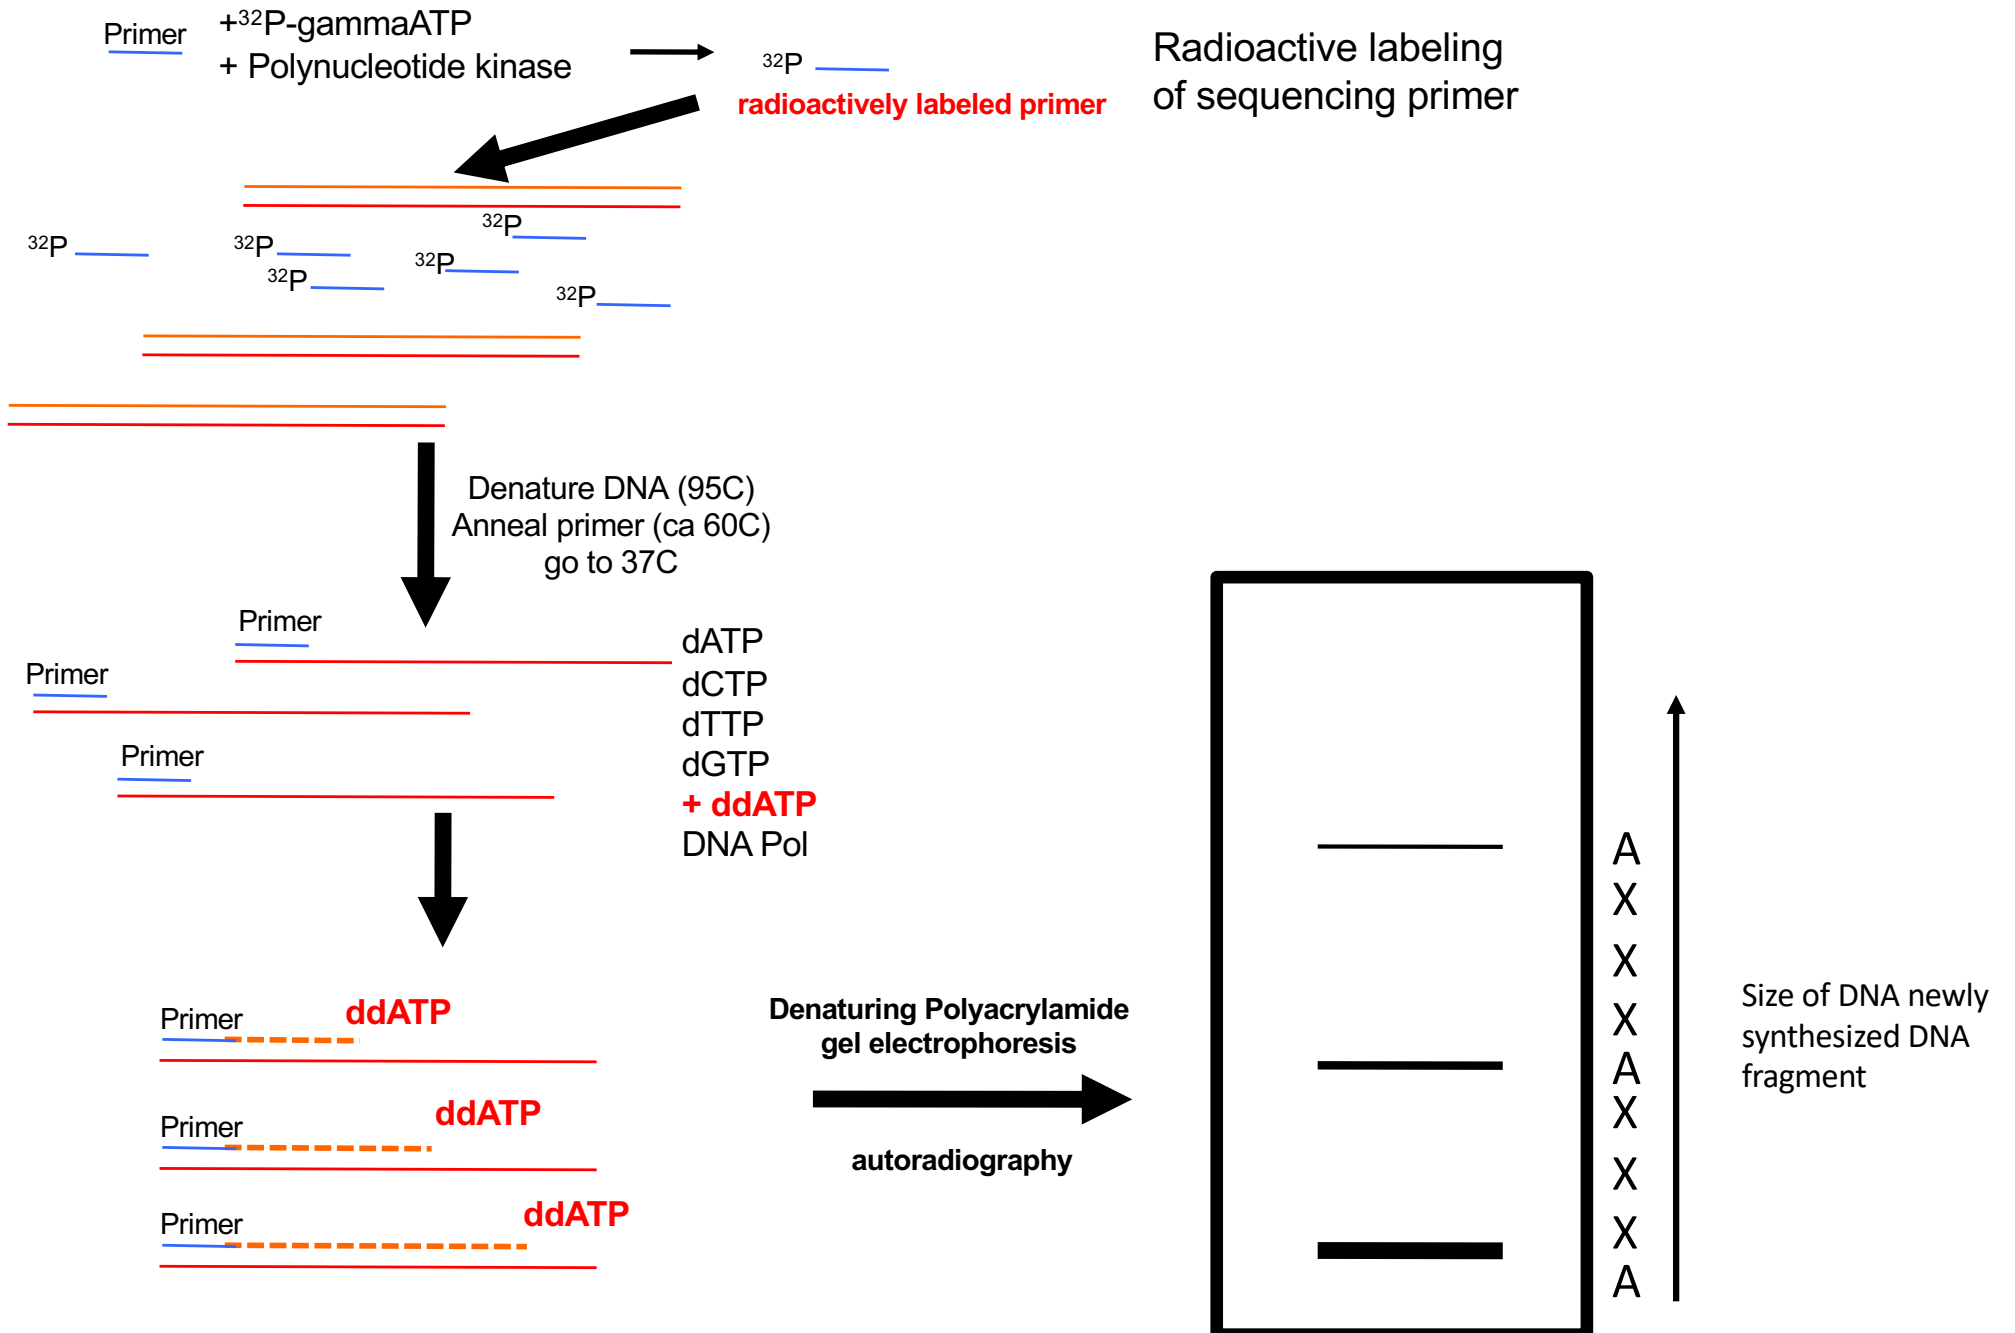 Primer
+³²P-gammaATP
+ Polynucleotide kinase
³²P
radioactively labeled primer
Radioactive labeling
of sequencing primer
³²P
³²P
³²P
³²P
³²P
³²P
Denature DNA (95C)
Anneal primer (ca 60C)
go to 37C
Primer
Primer
Primer
dATP
dCTP
dTTP
dGTP
+ ddATP
DNA Pol
Primer
ddATP
Primer
ddATP
Primer
ddATP
Denaturing Polyacrylamide
gel electrophoresis
autoradiography
A
X
X
X
A
X
X
X
A
Size of DNA newly
synthesized DNA
fragment